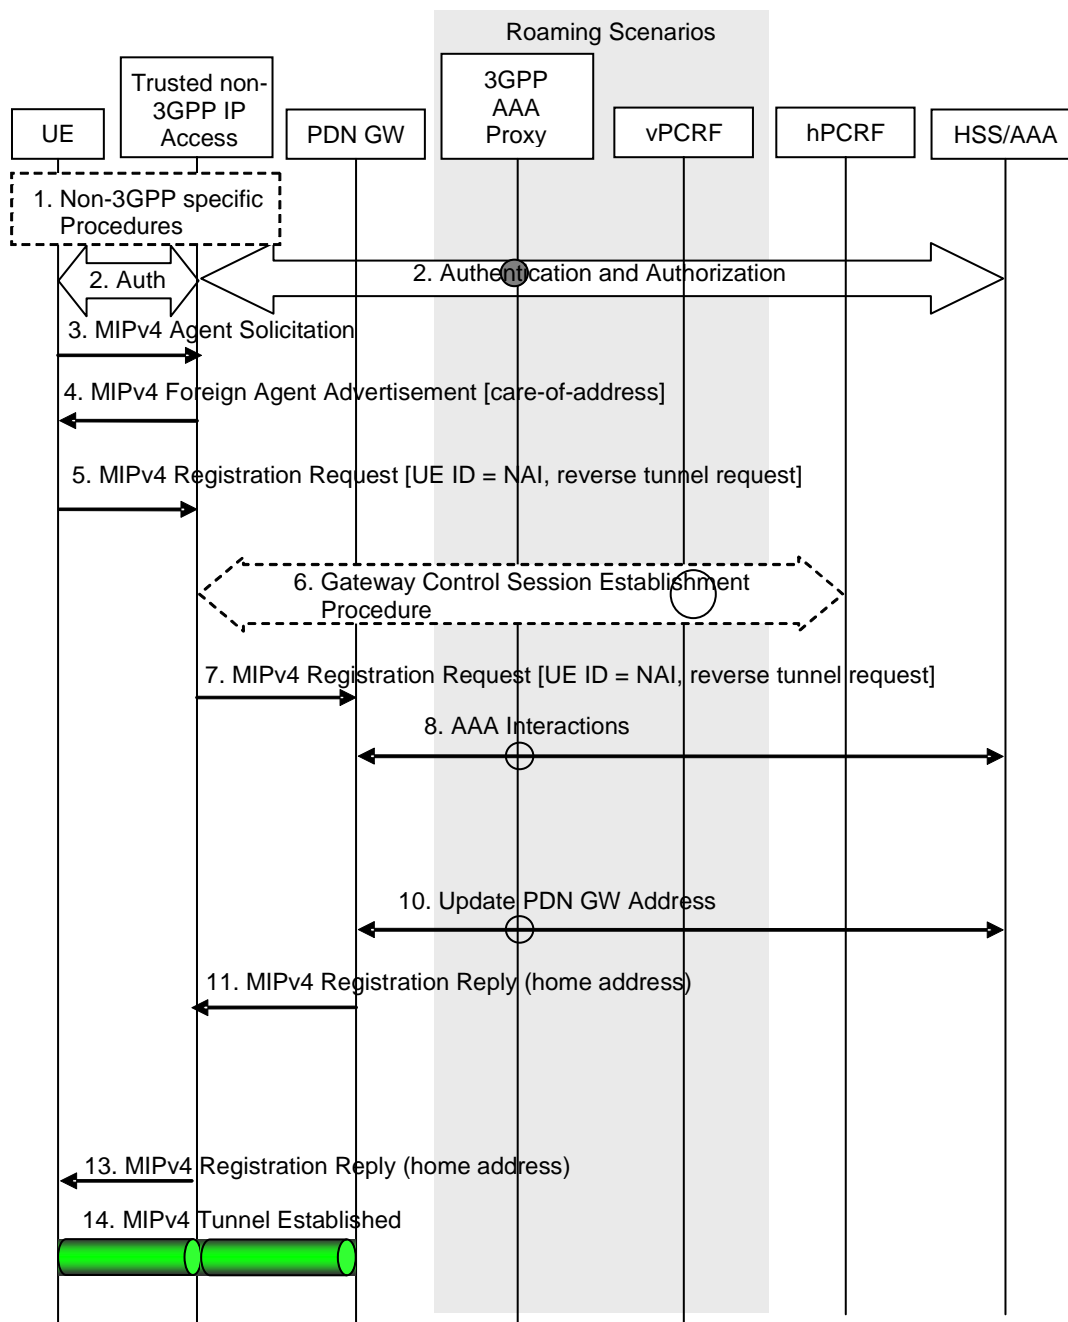 Roaming Scenarios
UE
Trusted non-
3GPP IP
Access
PDN GW
3GPP
AAA
Proxy
vPCRF
hPCRF
HSS/AAA
1. Non-3GPP specific
Procedures
2. Auth
2. Authentication and Authorization
3. MIPv4 Agent Solicitation
4. MIPv4 Foreign Agent Advertisement [care-of-address]
5. MIPv4 Registration Request [UE ID = NAI, reverse tunnel request]
6. Gateway Control Session Establishment
Procedure
7. MIPv4 Registration Request [UE ID = NAI, reverse tunnel request]
8. AAA Interactions
10. Update PDN GW Address
11. MIPv4 Registration Reply (home address)
13. MIPv4 Registration Reply (home address)
14. MIPv4 Tunnel Established